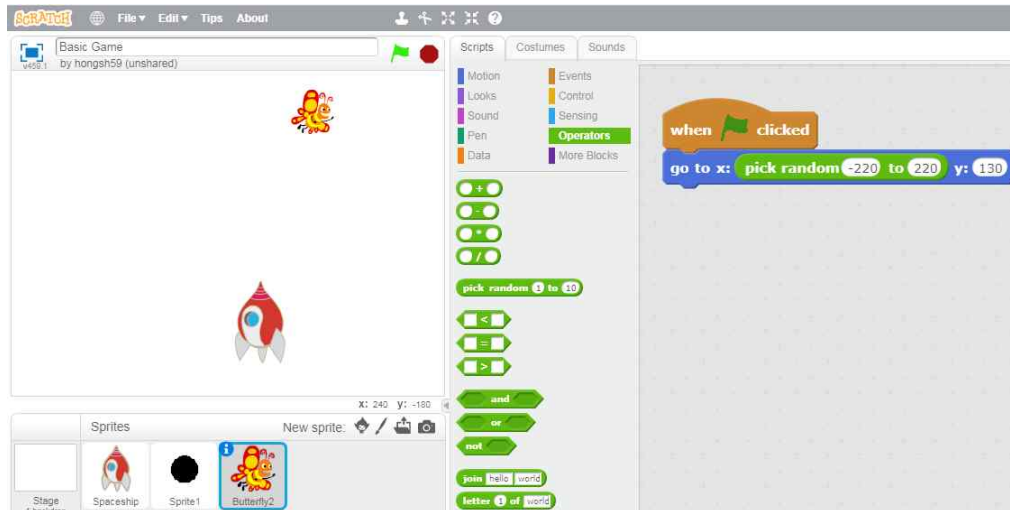 SCRATCH File Edit Tips About
Basic Game
by hongsh59 (unshared)
v459.1
Scripts Costumes Sounds
Motion Events
Looks Control
Sound Sensing
Pen Operators
Data More Blocks
+
-
*
/
pick random 1 to 10
<
=
>
and
or
not
join hello world
letter 1 of world
when clicked
go to x: pick random -220 to 220 y: 130
X: 240 Y: -180
Sprites New sprite:
Stage
Spaceship Sprite1 Butterfly2